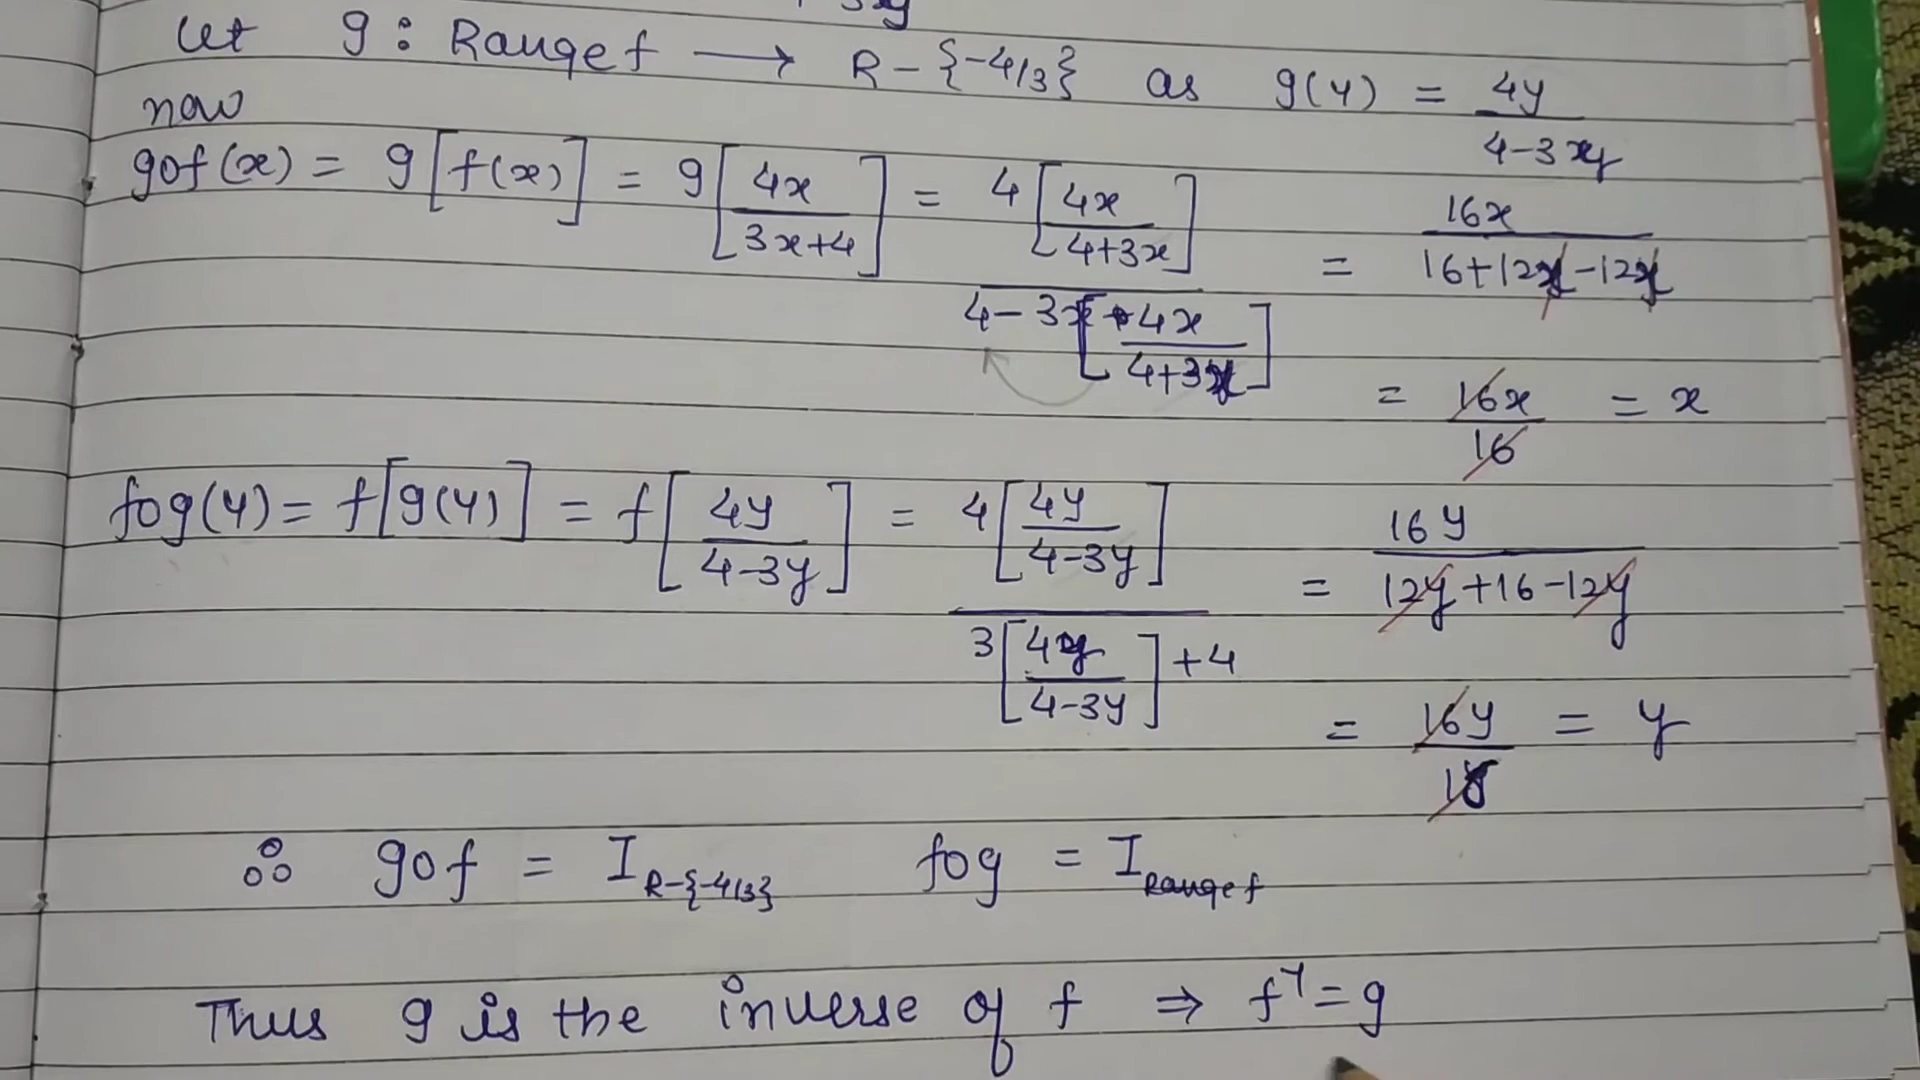 Let g : Range f → R - {-4/3} as g(y) = 4y / 4-3y
now
gof(x) = g[f(x)] = g[4x / 3x+4] = 4[4x / 4+3x] / 4-3[4x / 4+3x] = 16x / 16+12x-12x
= 16x / 16 = x
fog(y) = f[g(y)] = f[4y / 4-3y] = 4[4y / 4-3y] / 3[4y / 4-3y]+4 = 16y / 12y+16-12y
= 16y / 16 = y
∴ gof = I R-{-4/3} fog = I Range f
Thus g is the inverse of f ⇒ f⁻¹ = g